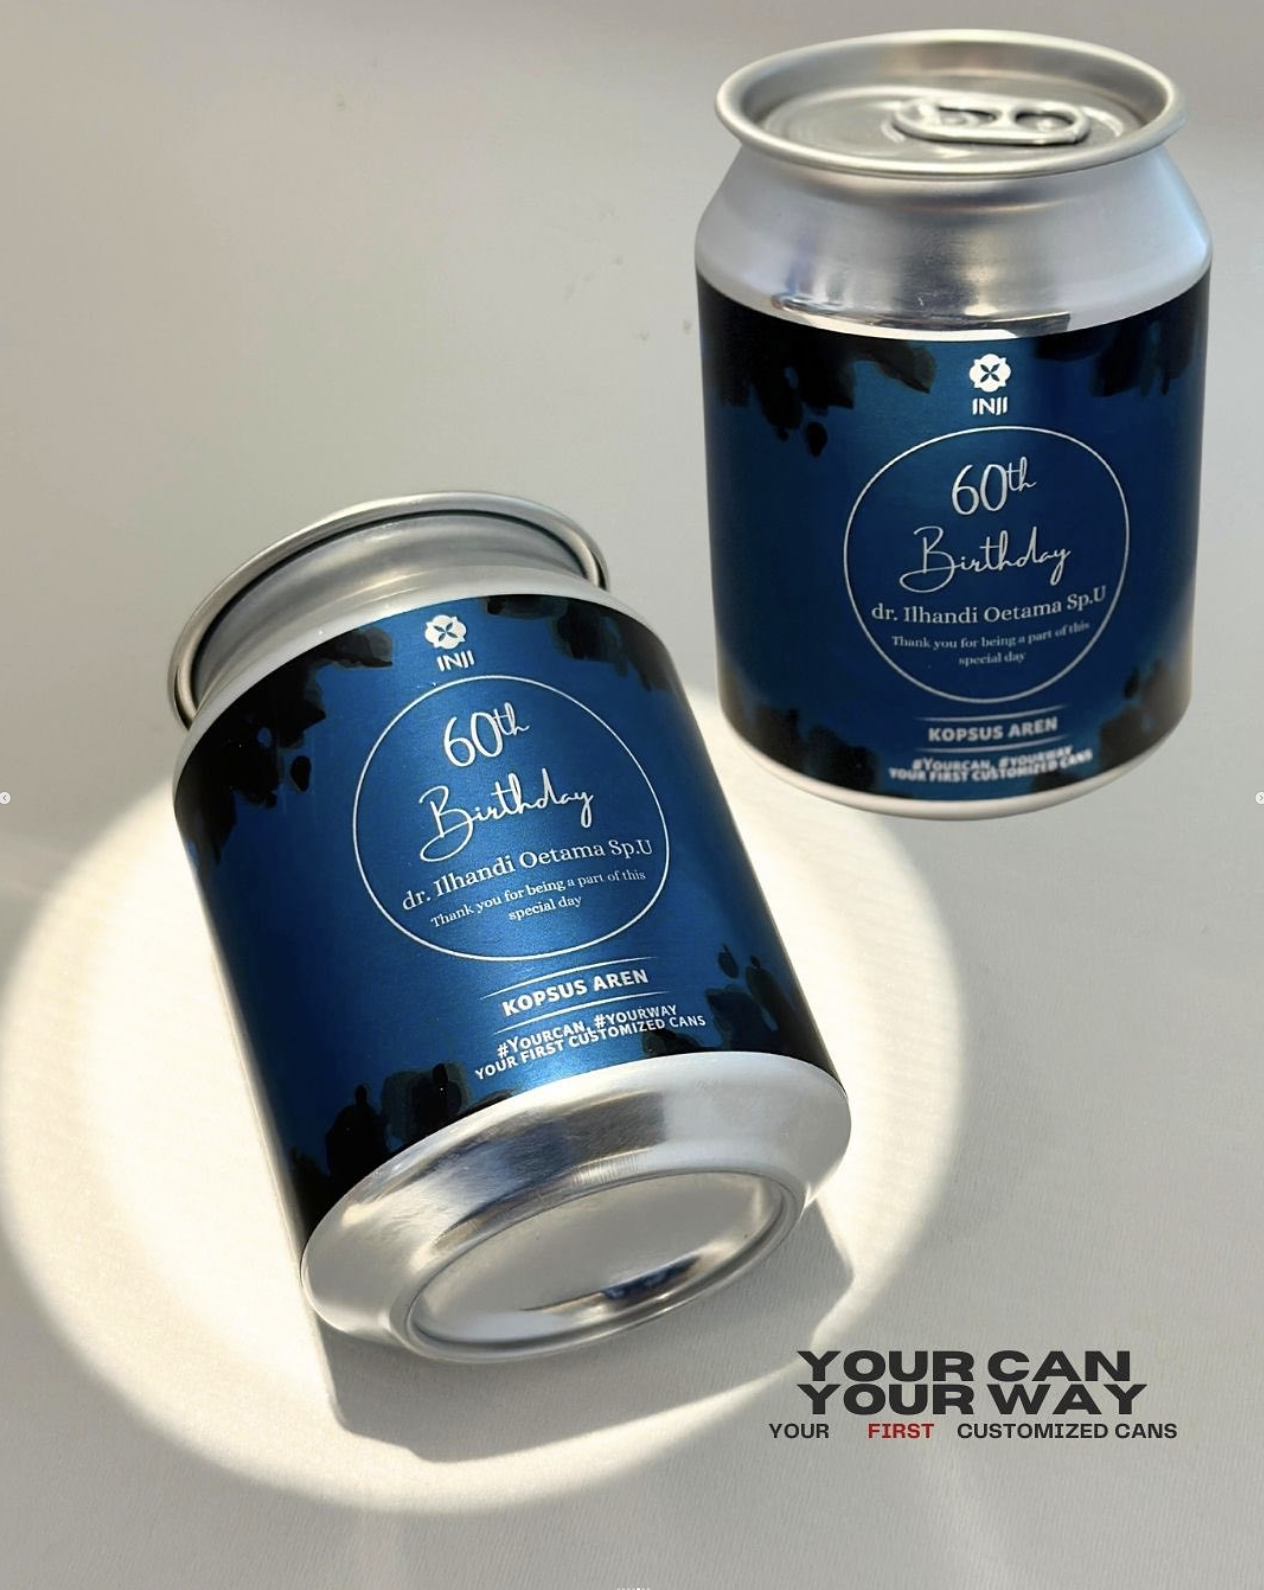 INJI
60th
Birthday
dr. Ilhandi Oetama Sp.U
Thank you for being a part of this
special day
KOPSUS AREN
#YOURCAN, #YOURWAY
YOUR FIRST CUSTOMIZED CANS
INJI
60th
Birthday
dr. Ilhandi Oetama Sp.U
Thank you for being a part of this
special day
KOPSUS AREN
#YOURCAN, #YOURWAY
YOUR FIRST CUSTOMIZED CANS
YOUR CAN
YOUR WAY
YOUR FIRST CUSTOMIZED CANS